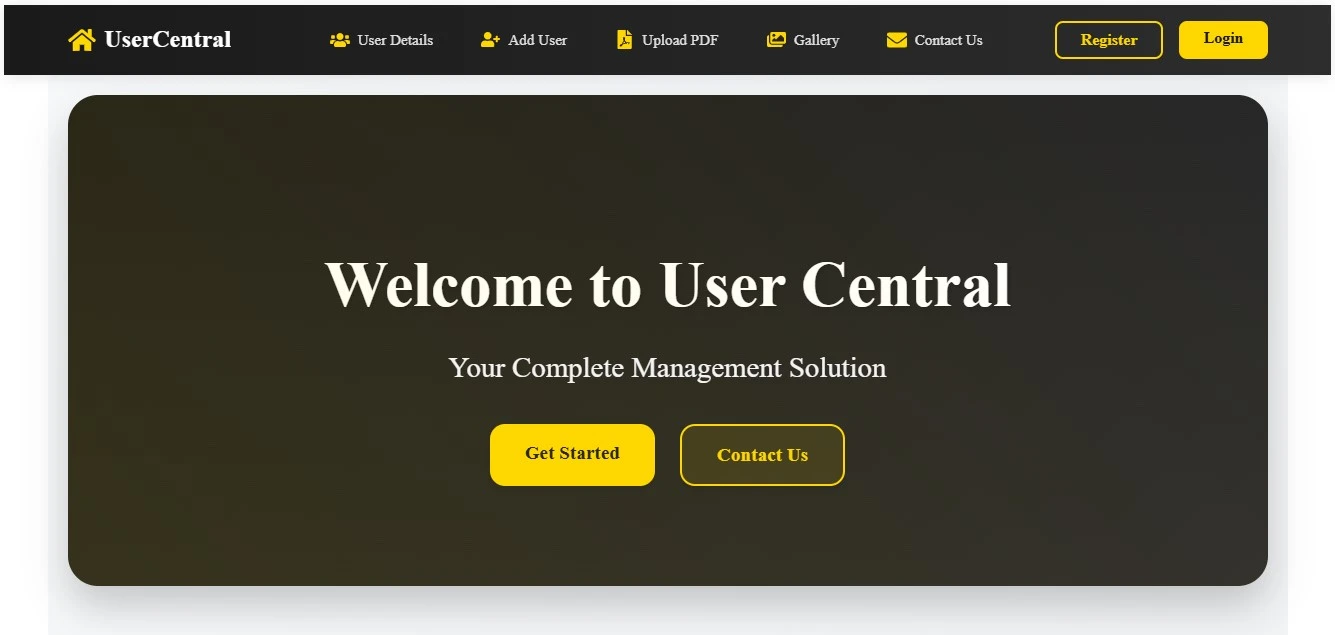 UserCentral User Details Add User Upload PDF Gallery Contact Us Register Login
Welcome to User Central
Your Complete Management Solution
Get Started Contact Us